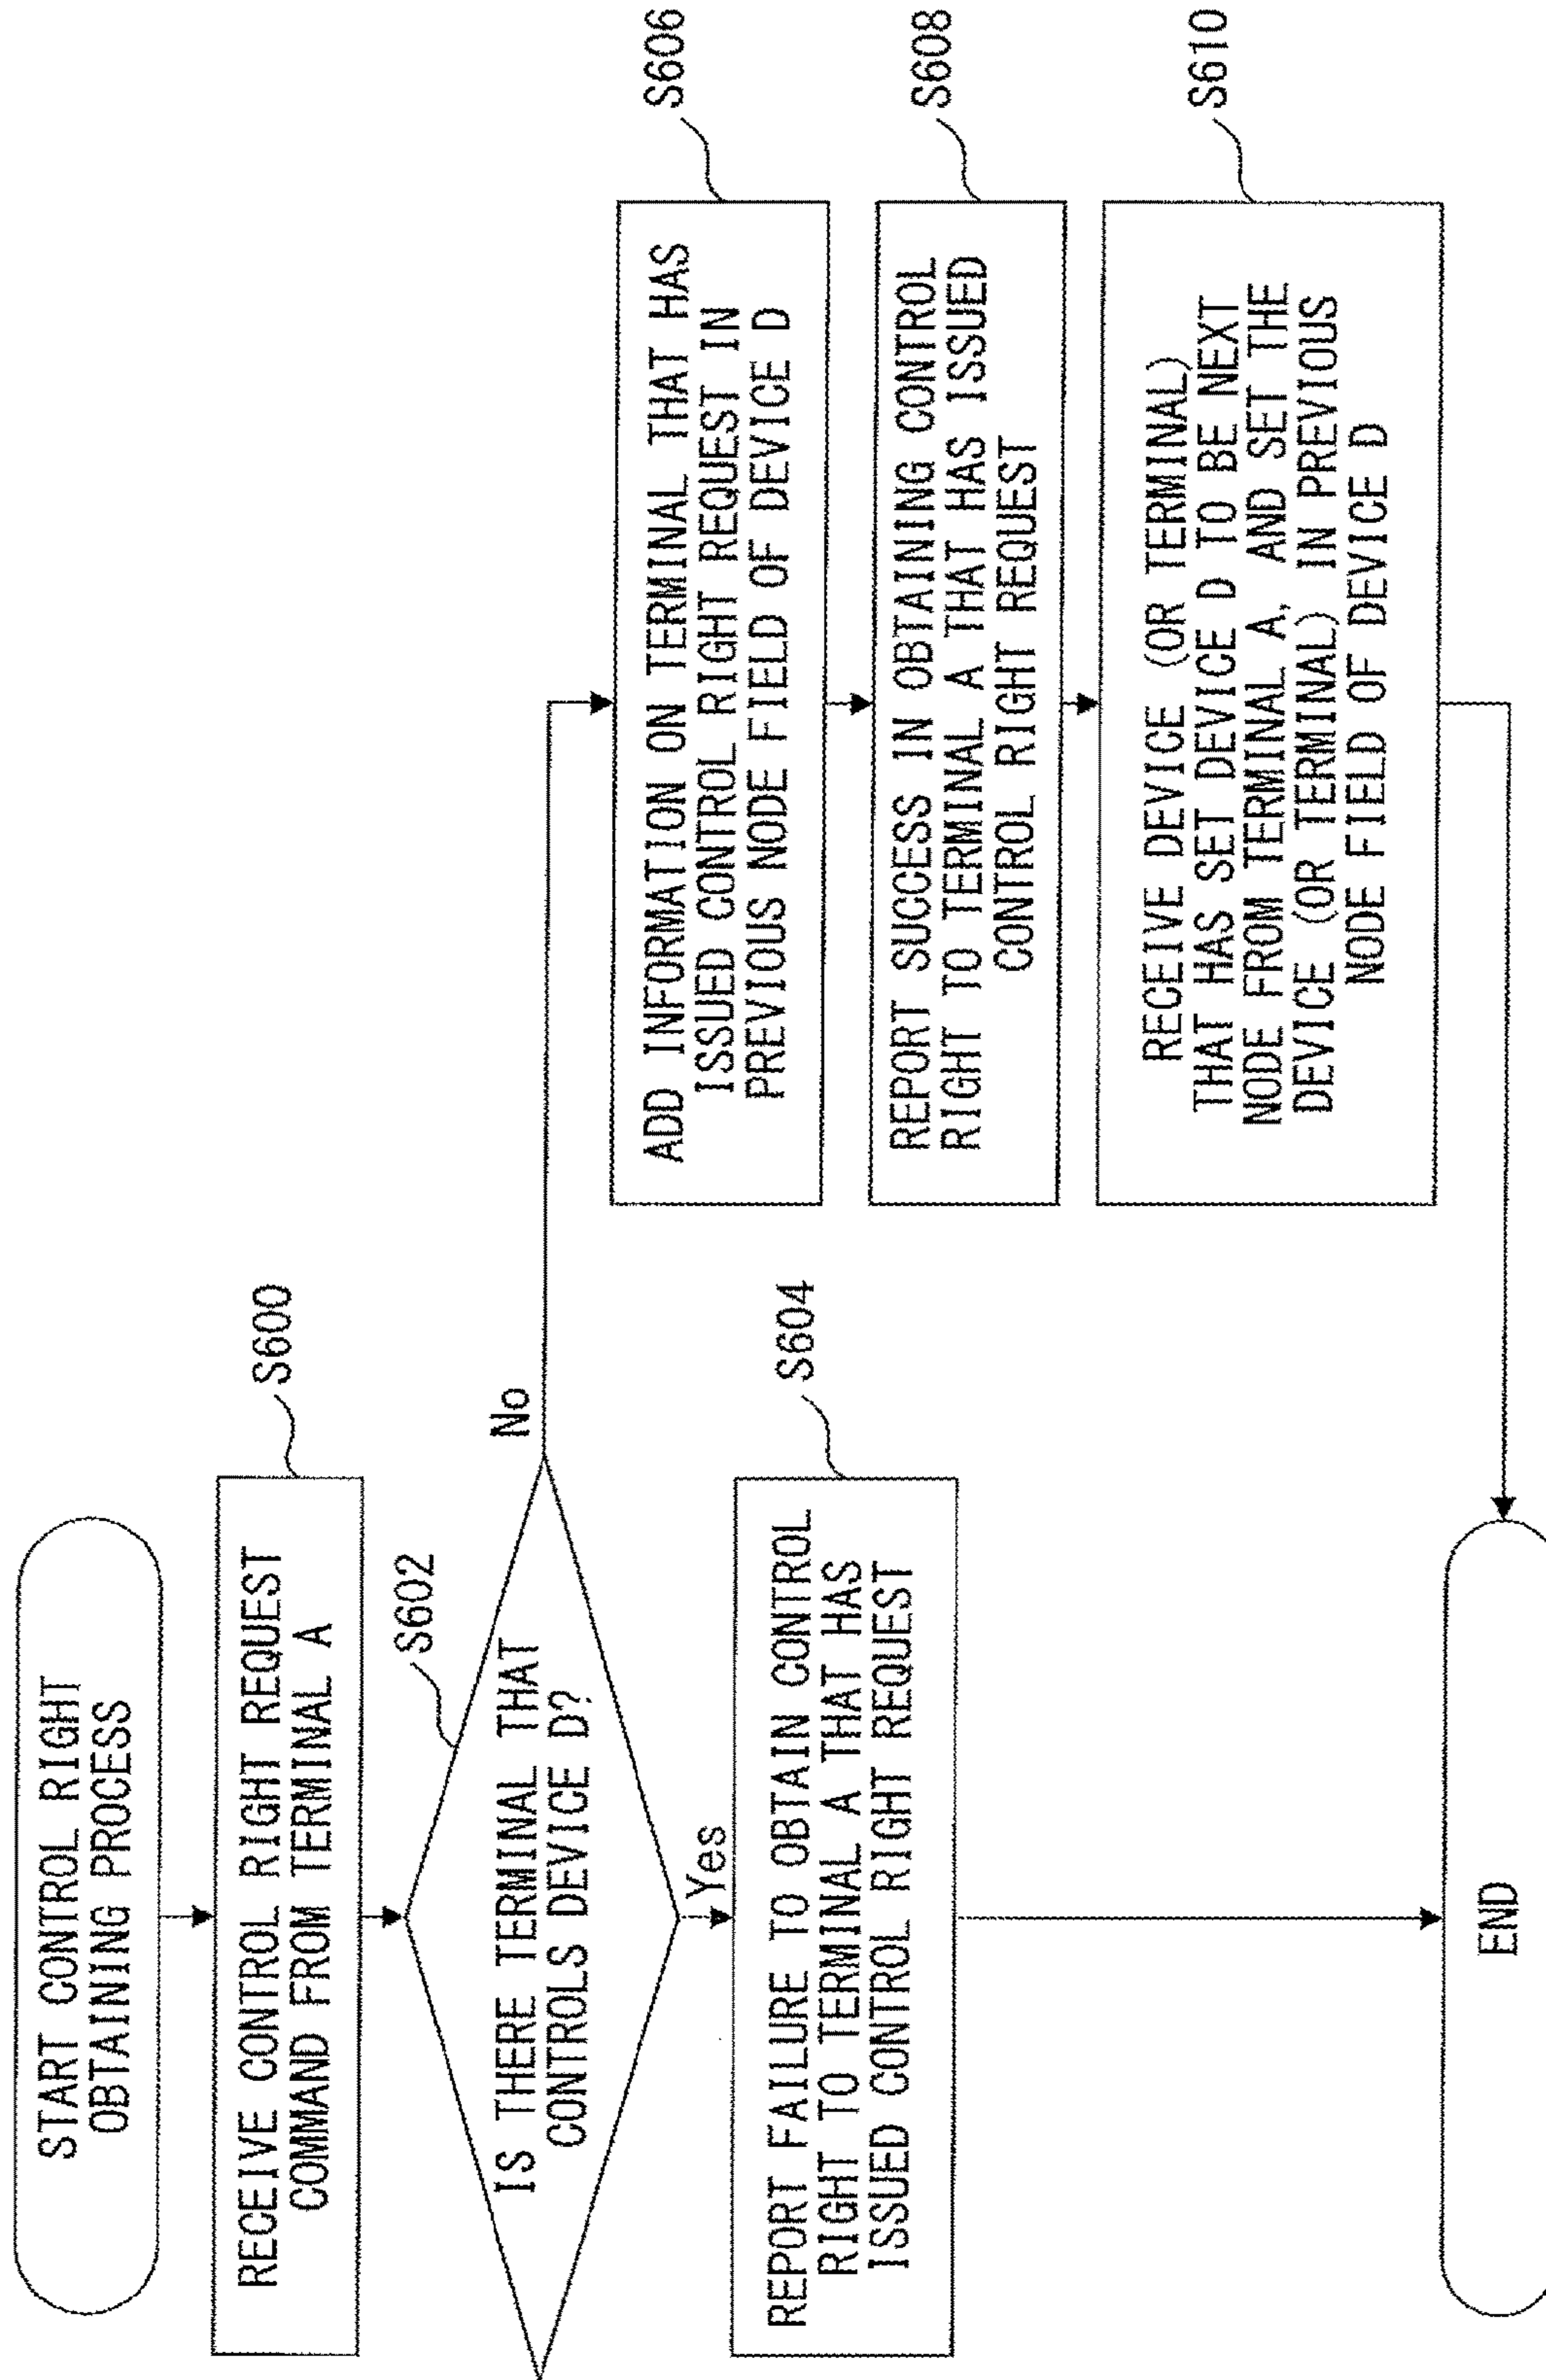 START CONTROL RIGHT
OBTAINING PROCESS
S600
RECEIVE CONTROL RIGHT REQUEST
COMMAND FROM TERMINAL A
S602
IS THERE TERMINAL THAT
CONTROLS DEVICE D?
No
Yes
S604
REPORT FAILURE TO OBTAIN CONTROL
RIGHT TO TERMINAL A THAT HAS
ISSUED CONTROL RIGHT REQUEST
S606
ADD INFORMATION ON TERMINAL THAT HAS
ISSUED CONTROL RIGHT REQUEST IN
PREVIOUS NODE FIELD OF DEVICE D
S608
REPORT SUCCESS IN OBTAINING CONTROL
RIGHT TO TERMINAL A THAT HAS ISSUED
CONTROL RIGHT REQUEST
S610
RECEIVE DEVICE (OR TERMINAL)
THAT HAS SET DEVICE D TO BE NEXT
NODE FROM TERMINAL A, AND SET THE
DEVICE (OR TERMINAL) IN PREVIOUS
NODE FIELD OF DEVICE D
END